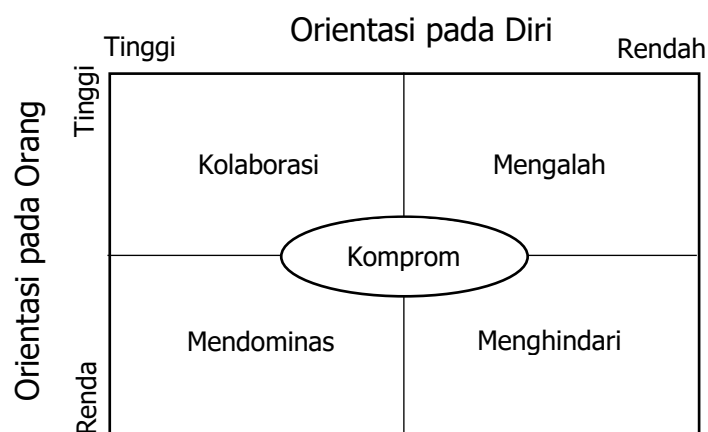 Orientasi pada Diri
Tinggi
Rendah
Tinggi
Orientasi pada Orang
Kolaborasi
Mengalah
Komprom
Mendominas
Menghindari
Renda